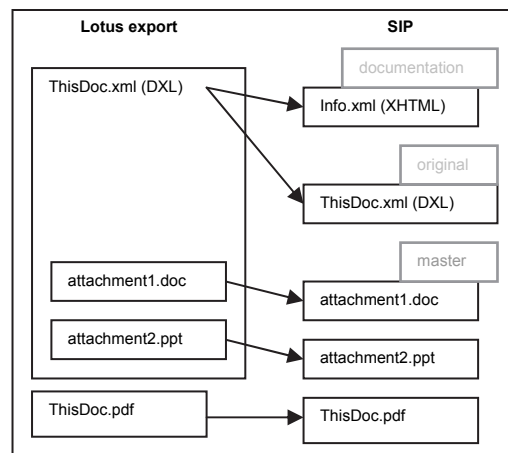 Lotus export
SIP
documentation
ThisDoc.xml (DXL)
Info.xml (XHTML)
original
ThisDoc.xml (DXL)
master
attachment1.doc
attachment1.doc
attachment2.ppt
attachment2.ppt
ThisDoc.pdf
ThisDoc.pdf